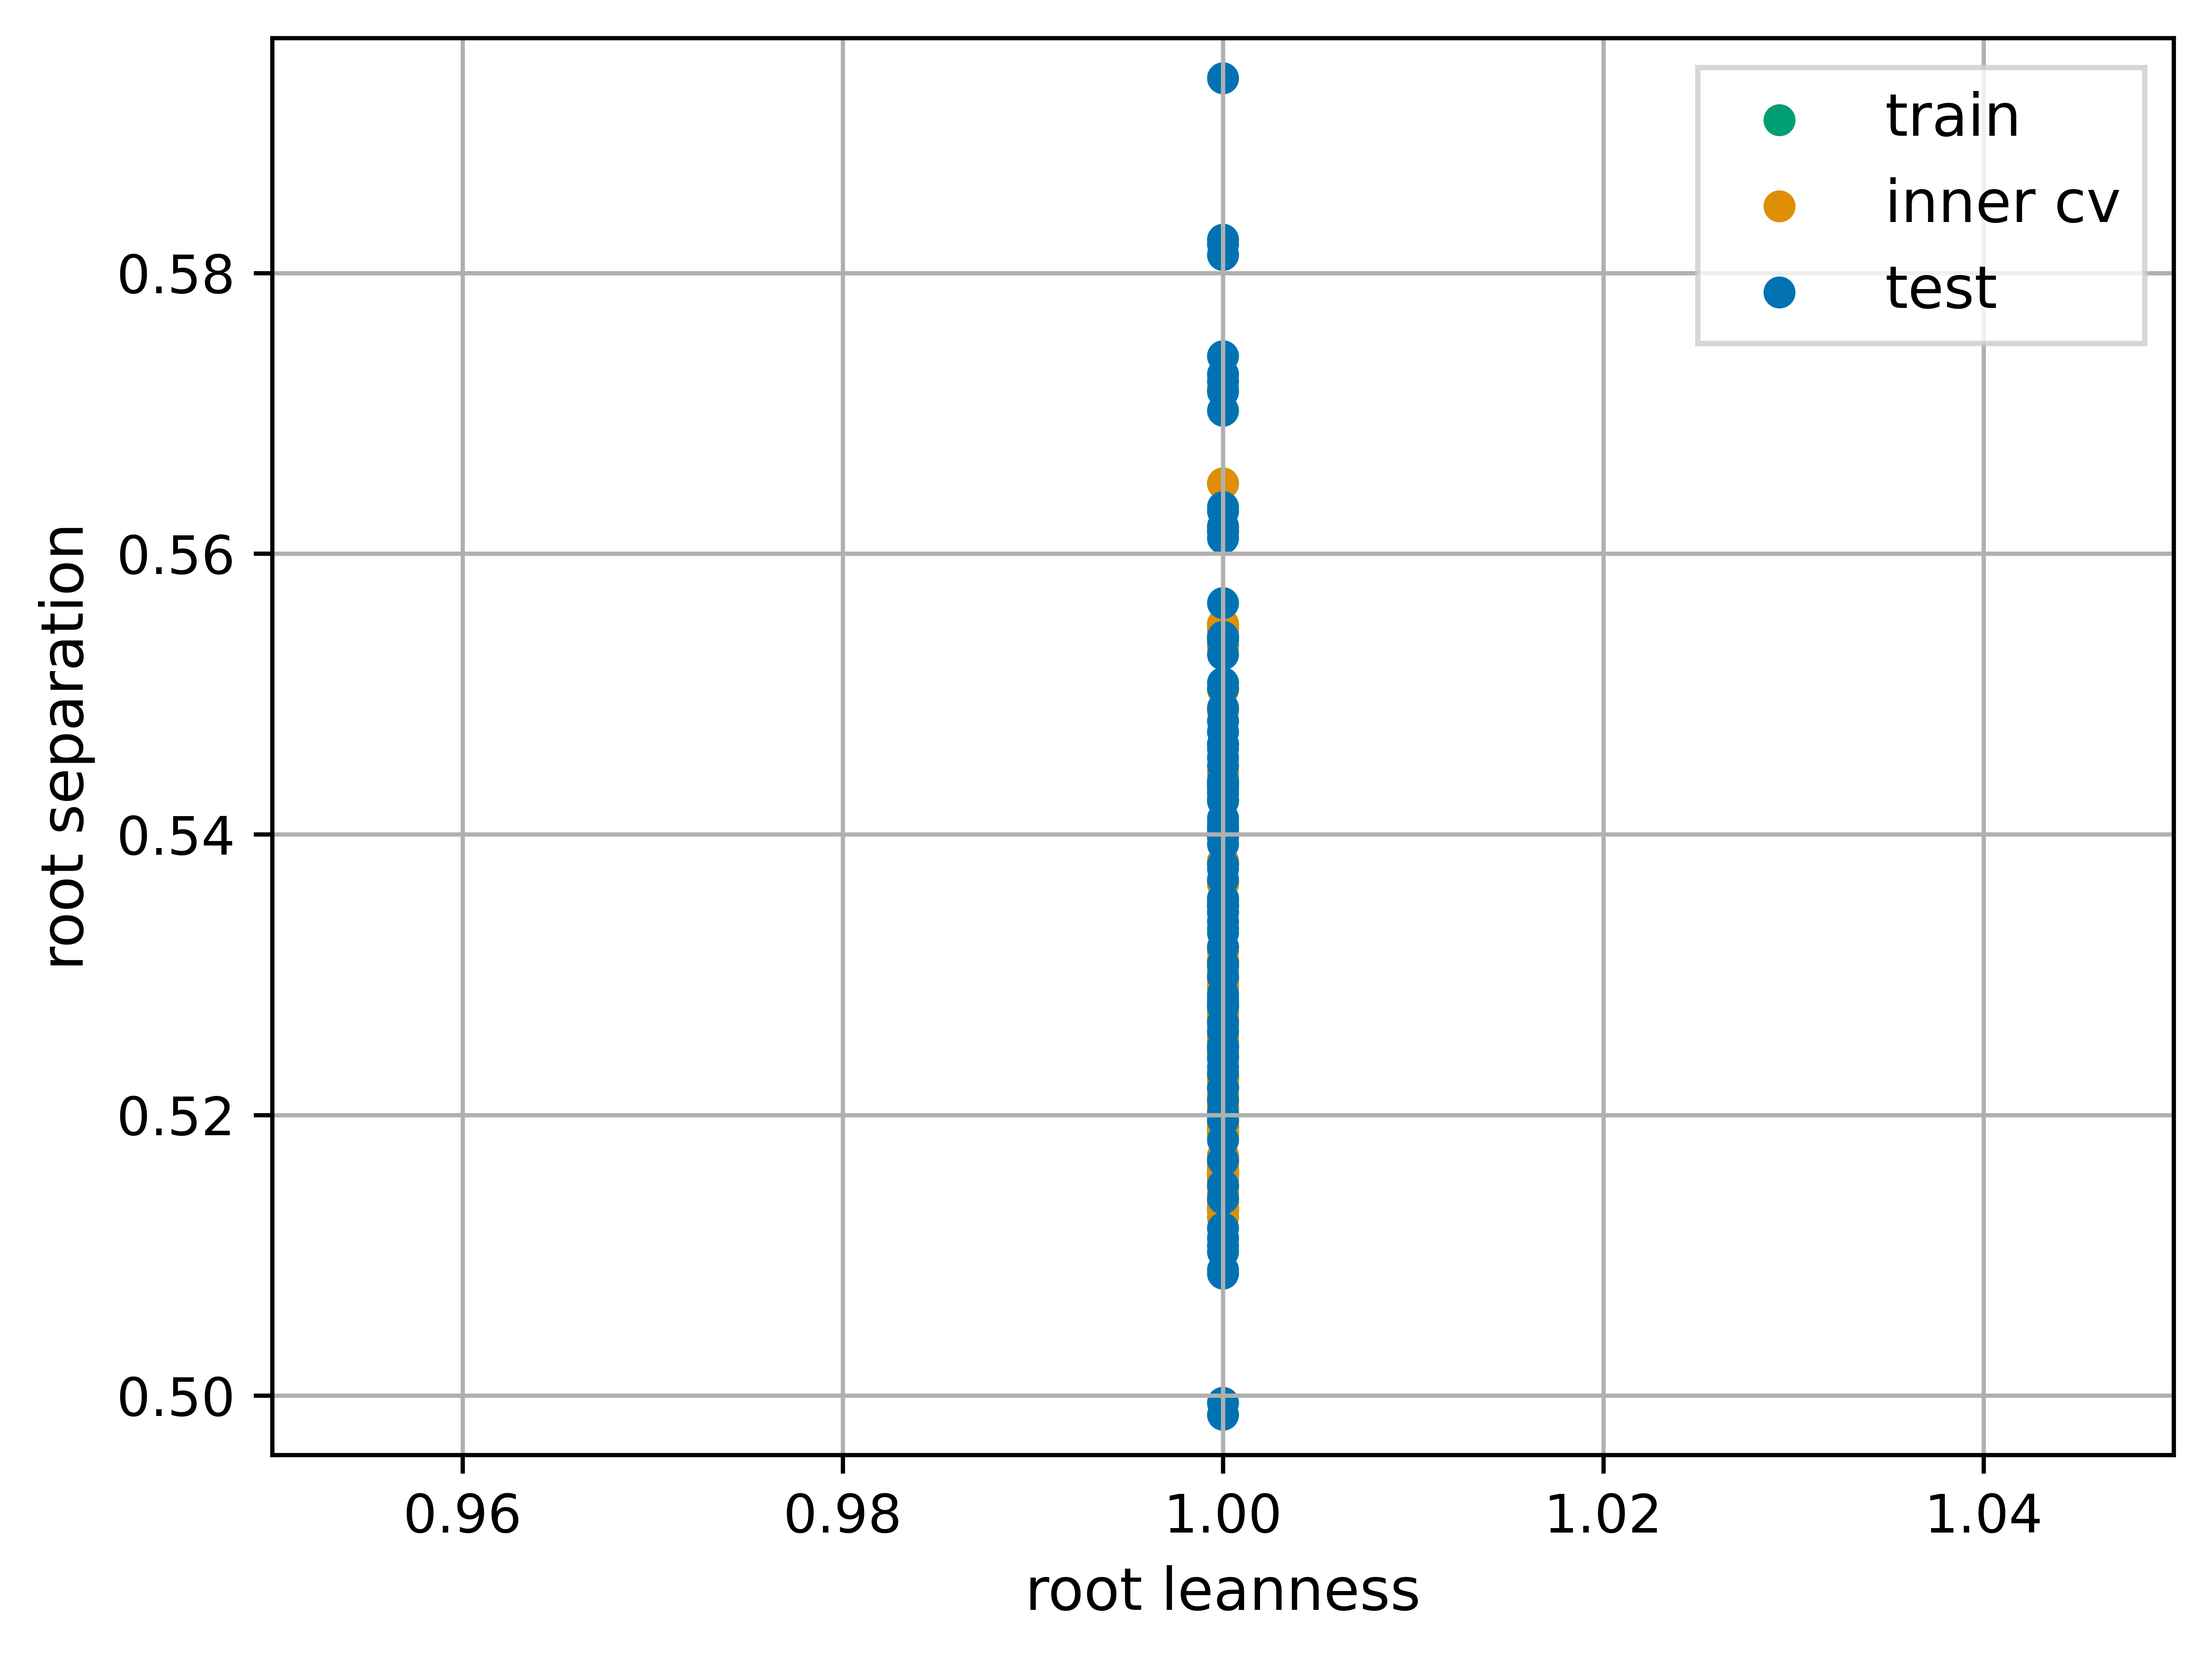 train
inner cv
test
0.58
0.56
0.54
0.52
0.50
root separation
0.96 0.98 1.00 1.02 1.04
root leanness